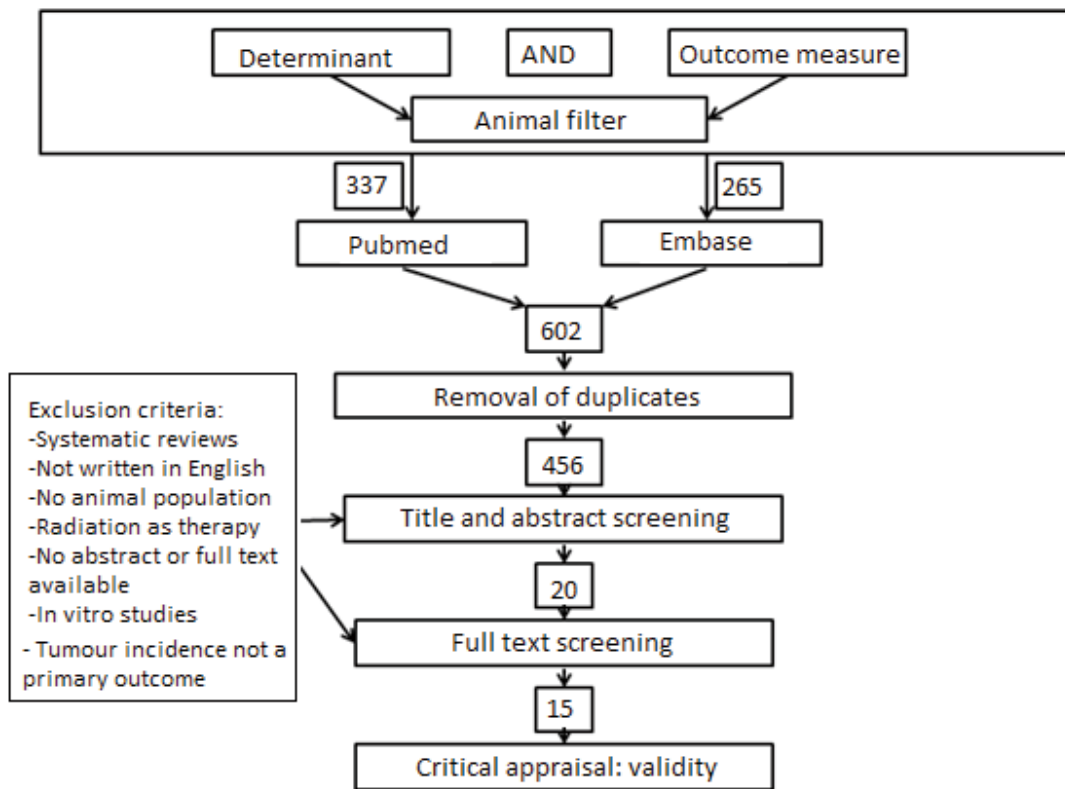 Determinant
AND
Outcome measure
Animal filter
337
265
Pubmed
Embase
602
Removal of duplicates
456
Exclusion criteria:
-Systematic reviews
-Not written in English
-No animal population
-Radiation as therapy
-No abstract or full text
available
-In vitro studies
- Tumour incidence not a
primary outcome
Title and abstract screening
20
Full text screening
15
Critical appraisal: validity